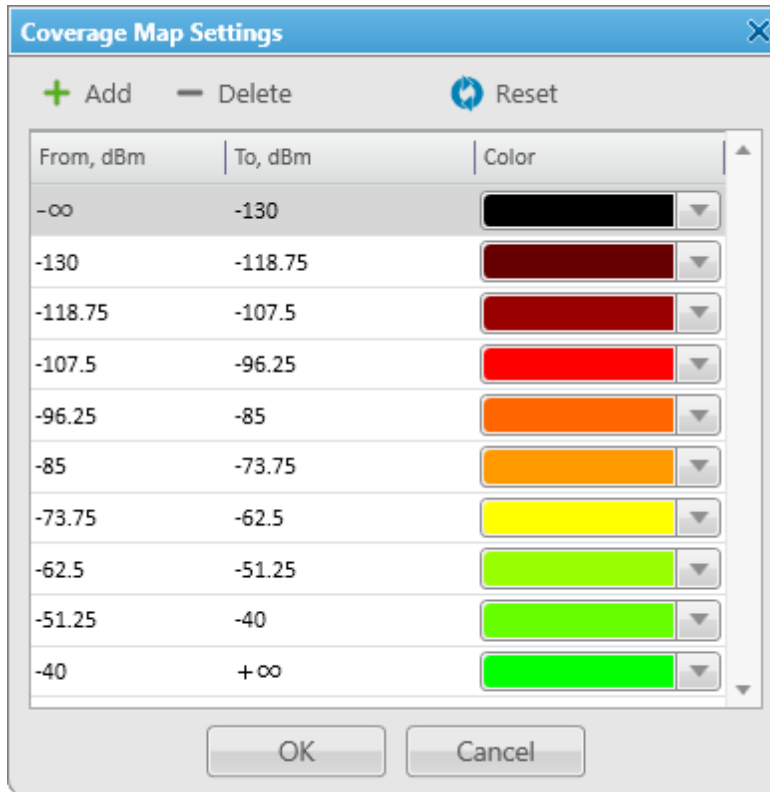 Coverage Map Settings
Add Delete Reset
From, dBm To, dBm Color
-∞ -130
-130 -118.75
-118.75 -107.5
-107.5 -96.25
-96.25 -85
-85 -73.75
-73.75 -62.5
-62.5 -51.25
-51.25 -40
-40 +∞
OK Cancel